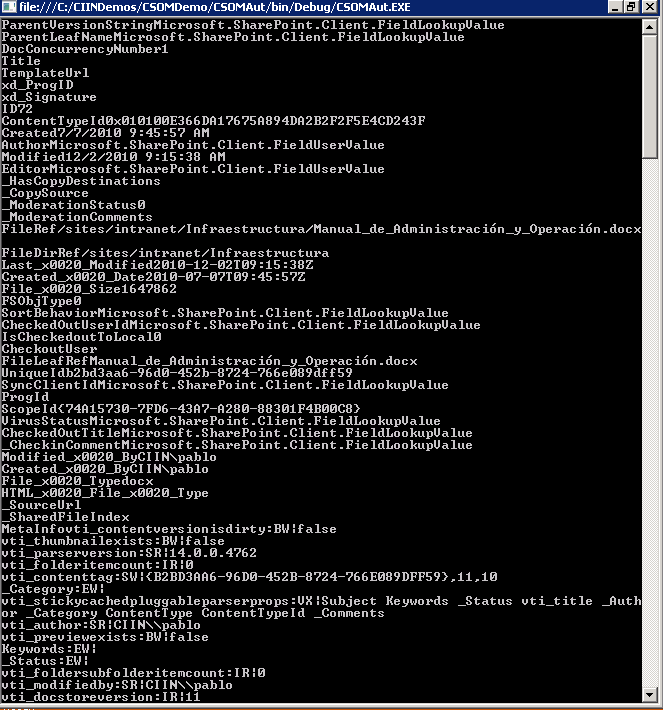 file:///C:/CIINDemos/CSOMDemo/CSOMAut/bin/Debug/CSOMAut.EXE
ParentVersionStringMicrosoft.SharePoint.Client.FieldLookupValue
ParentLeafNameMicrosoft.SharePoint.Client.FieldLookupValue
DocConcurrencyNumber1
Title
TemplateUrl
xd_ProgID
xd_Signature
ID72
ContentTypeId0x010100E366DA17675A894DA2B2F2F5E4CD243F
Created7/7/2010 9:45:57 AM
AuthorMicrosoft.SharePoint.Client.FieldUserValue
Modified12/2/2010 9:15:38 AM
EditorMicrosoft.SharePoint.Client.FieldUserValue
_HasCopyDestinations
_CopySource
_ModerationStatus0
_ModerationComments
FileRef/sites/intranet/Infraestructura/Manual_de_Administración_y_Operación.docx
FileDirRef/sites/intranet/Infraestructura
Last_x0020_Modified2010-12-02T09:15:38Z
Created_x0020_Date2010-07-07T09:45:57Z
File_x0020_Size1647862
FSObjType0
SortBehaviorMicrosoft.SharePoint.Client.FieldLookupValue
CheckedOutUserIdMicrosoft.SharePoint.Client.FieldLookupValue
IsCheckedoutToLocal0
CheckoutUser
FileLeafRefManual_de_Administración_y_Operación.docx
UniqueIdb2bd3aa6-96d0-452b-8724-766e089dff59
SyncClientIdMicrosoft.SharePoint.Client.FieldLookupValue
ProgId
ScopeId{74A15730-7FD6-43A7-A280-88301F4B00C8}
VirusStatusMicrosoft.SharePoint.Client.FieldLookupValue
CheckedOutTitleMicrosoft.SharePoint.Client.FieldLookupValue
_CheckinCommentMicrosoft.SharePoint.Client.FieldLookupValue
Modified_x0020_ByCIIN\pablo
Created_x0020_ByCIIN\pablo
File_x0020_Typedocx
HTML_x0020_File_x0020_Type
_SourceUrl
_SharedFileIndex
MetaInfovti_contentversionisdirty:BW|false
vti_thumbnailexists:BW|false
vti_parserversion:SR|14.0.0.4762
vti_folderitemcount:IR|0
vti_contenttag:SW|{B2BD3AA6-96D0-452B-8724-766E089DFF59},11,10
_Category:EW|
vti_stickycachedpluggableparserprops:VX|Subject Keywords _Status vti_title _Auth
or _Category ContentType ContentTypeId _Comments
vti_author:SR|CIIN\\pablo
vti_previewexists:BW|false
Keywords:EW|
_Status:EW|
vti_foldersubfolderitemcount:IR|0
vti_modifiedby:SR|CIIN\\pablo
vti_docstoreversion:IR|11